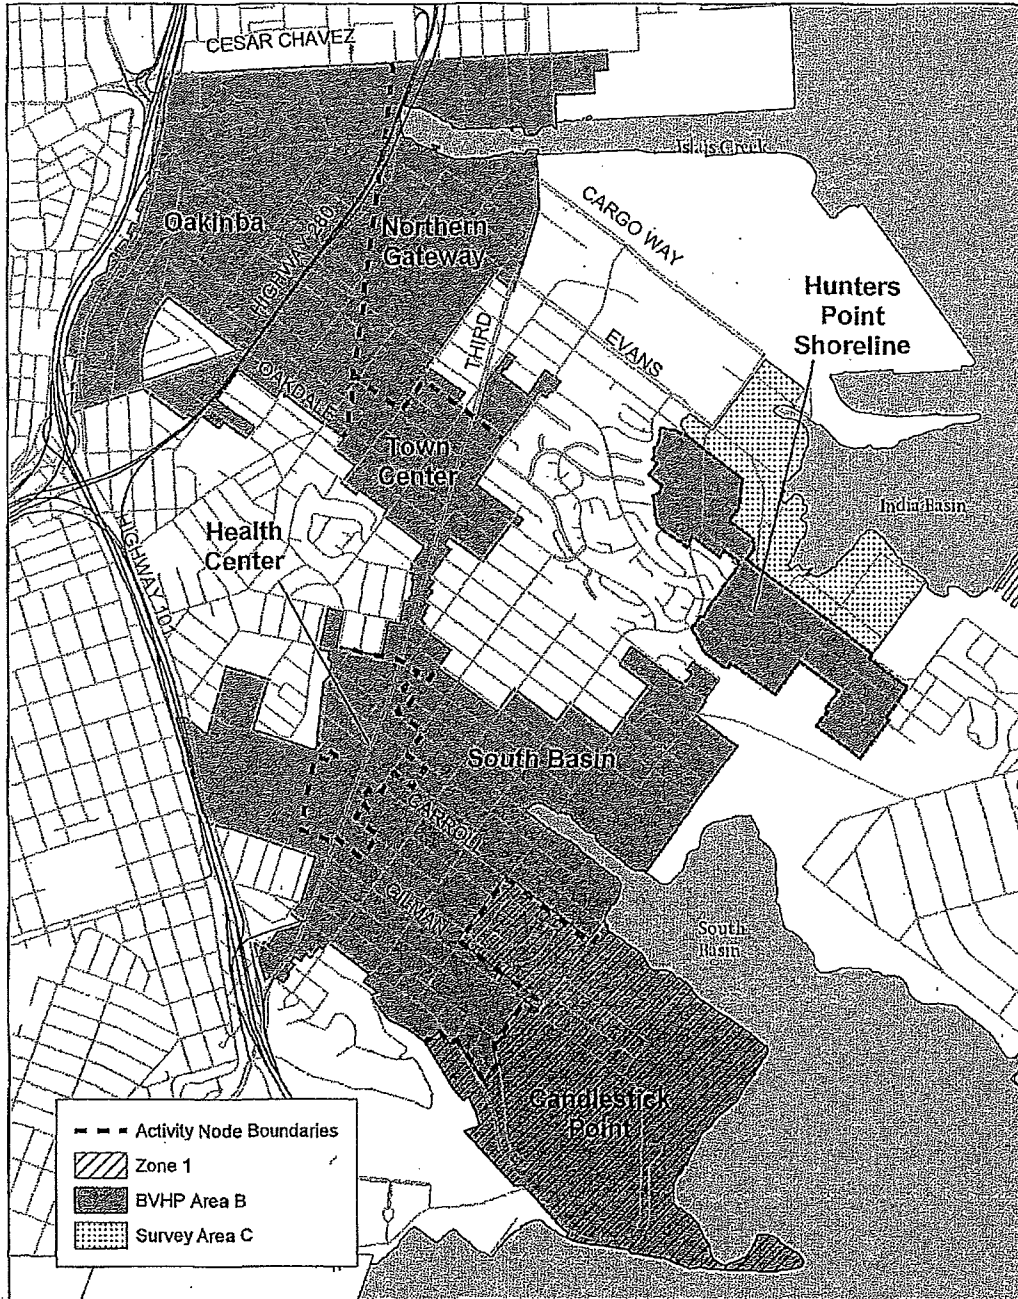 CESAR CHAVEZ
Islais Creek
Oakinba
Northern
Gateway
CARGO WAY
HIGHWAY 280
Hunters
Point
Shoreline
THIRD
EVANS
OAKDALE
Town
Center
India Basin
Health
Center
HIGHWAY 101
South Basin
CARROLL
GILMAN
South
Basin
Candlestick
Point
Activity Node Boundaries
Zone 1
BVHP Area B
Survey Area C